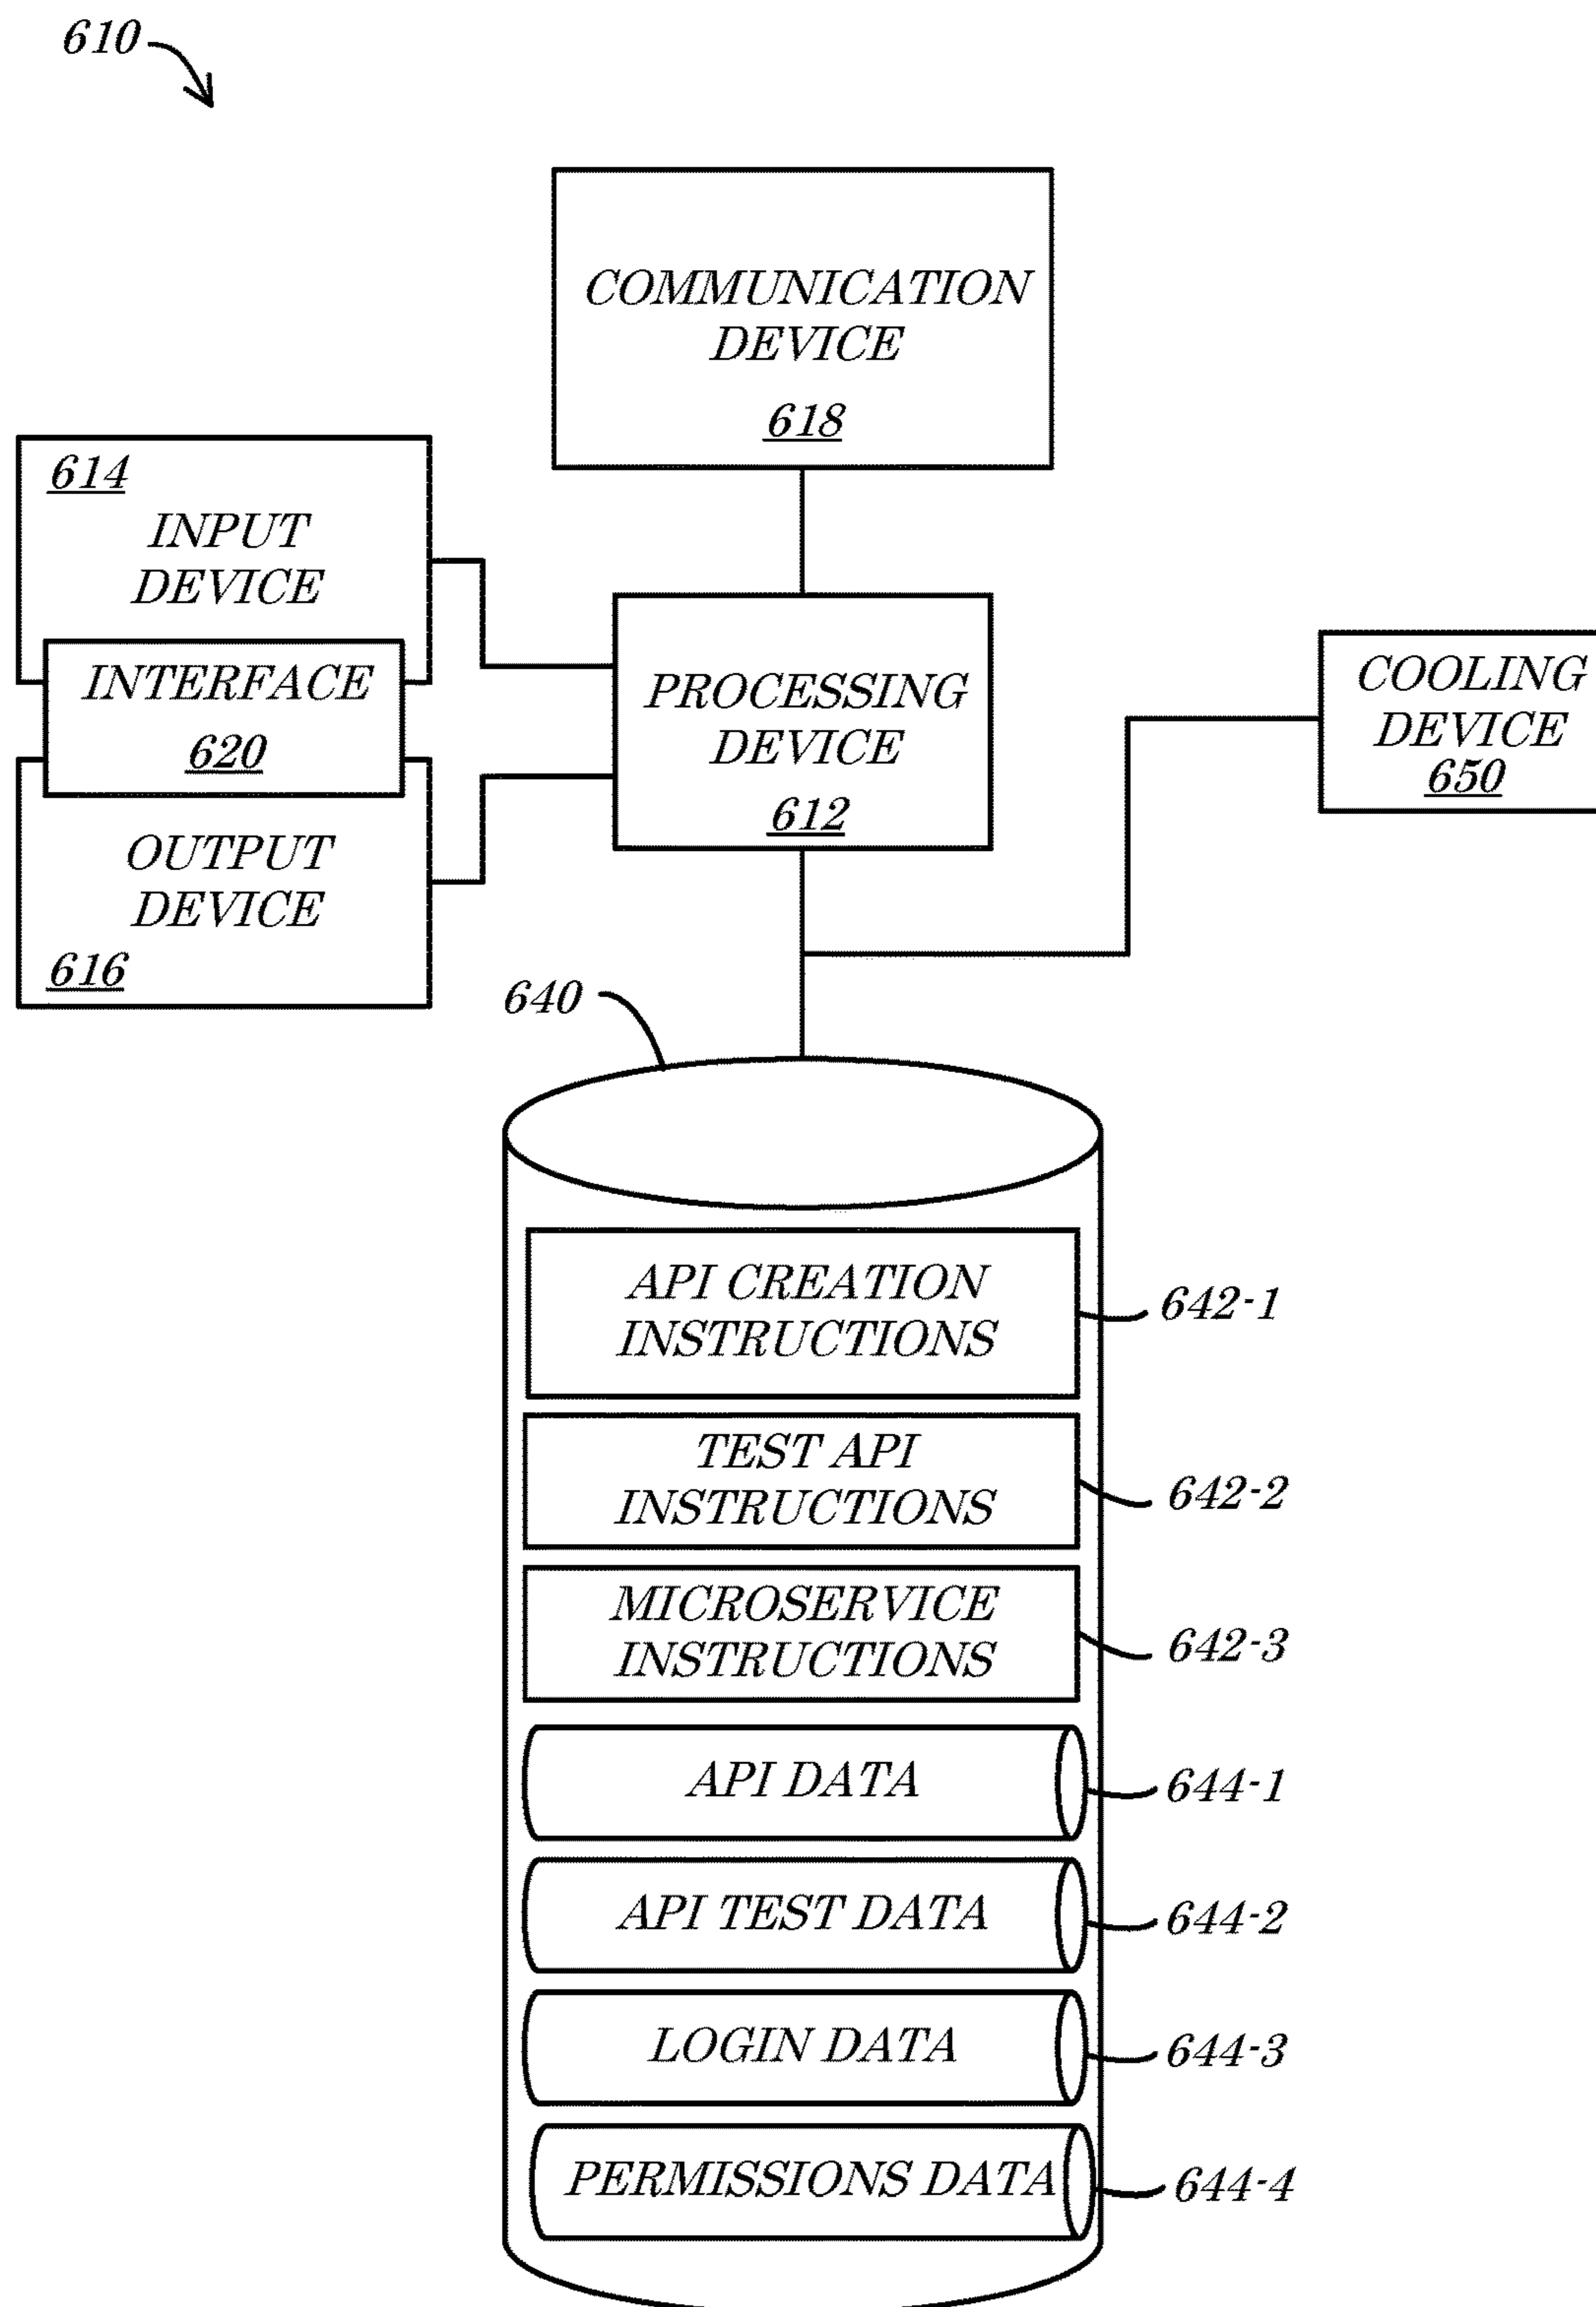 610
COMMUNICATION
DEVICE
618
614
INPUT
DEVICE
INTERFACE
620
OUTPUT
DEVICE
616
PROCESSING
DEVICE
612
COOLING
DEVICE
650
640
API CREATION
INSTRUCTIONS
642-1
TEST API
INSTRUCTIONS
642-2
MICROSERVICE
INSTRUCTIONS
642-3
API DATA
644-1
API TEST DATA
644-2
LOGIN DATA
644-3
PERMISSIONS DATA
644-4